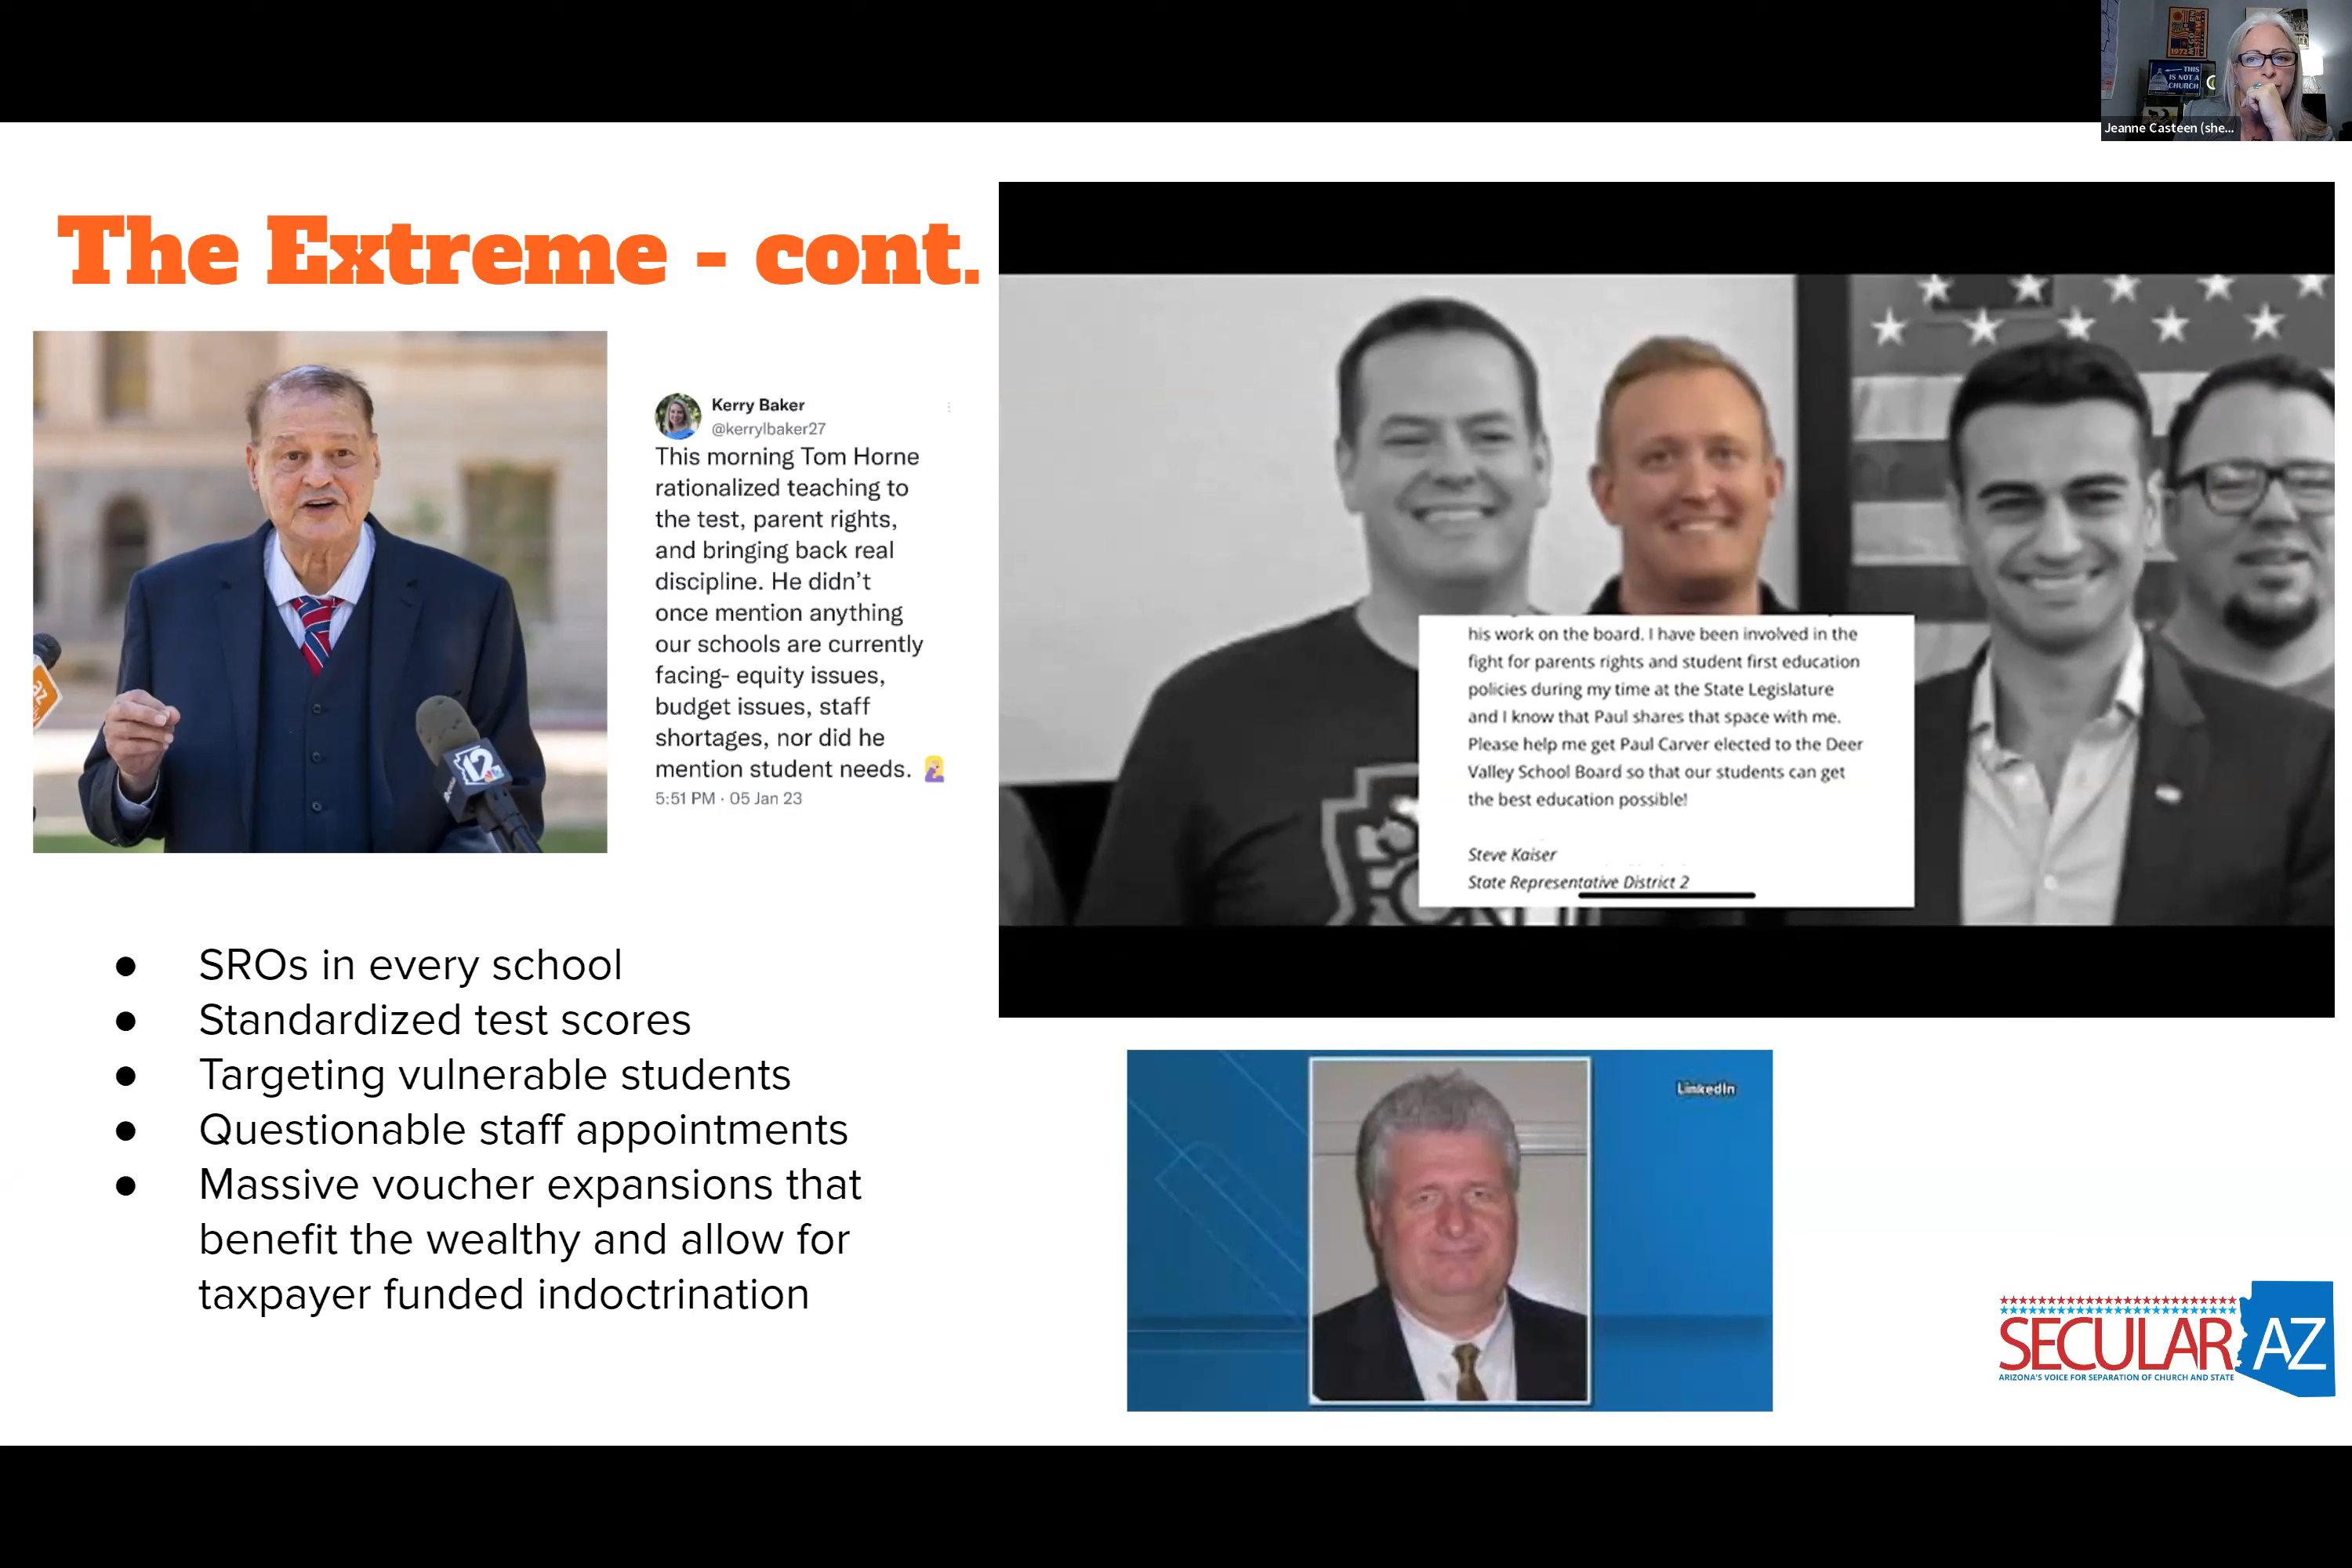 Jeanne Casteen (she...
1972
THIS
IS NOT A
CHURCH
The Extreme - cont.
Kerry Baker
@kerrylbaker27
This morning Tom Horne
rationalized teaching to
the test, parent rights,
and bringing back real
discipline. He didn't
once mention anything
our schools are currently
facing- equity issues,
budget issues, staff
shortages, nor did he
mention student needs. 🤦🏼‍♀️
5:51 PM · 05 Jan 23
12
his work on the board. I have been involved in the
fight for parents rights and student first education
policies during my time at the State Legislature
and I know that Paul shares that space with me.
Please help me get Paul Carver elected to the Deer
Valley School Board so that our students can get
the best education possible!
Steve Kaiser
State Representative District 2
● SROs in every school
● Standardized test scores
● Targeting vulnerable students
● Questionable staff appointments
● Massive voucher expansions that
benefit the wealthy and allow for
taxpayer funded indoctrination
LinkedIn
SECULAR AZ
ARIZONA'S VOICE FOR SEPARATION OF CHURCH AND STATE